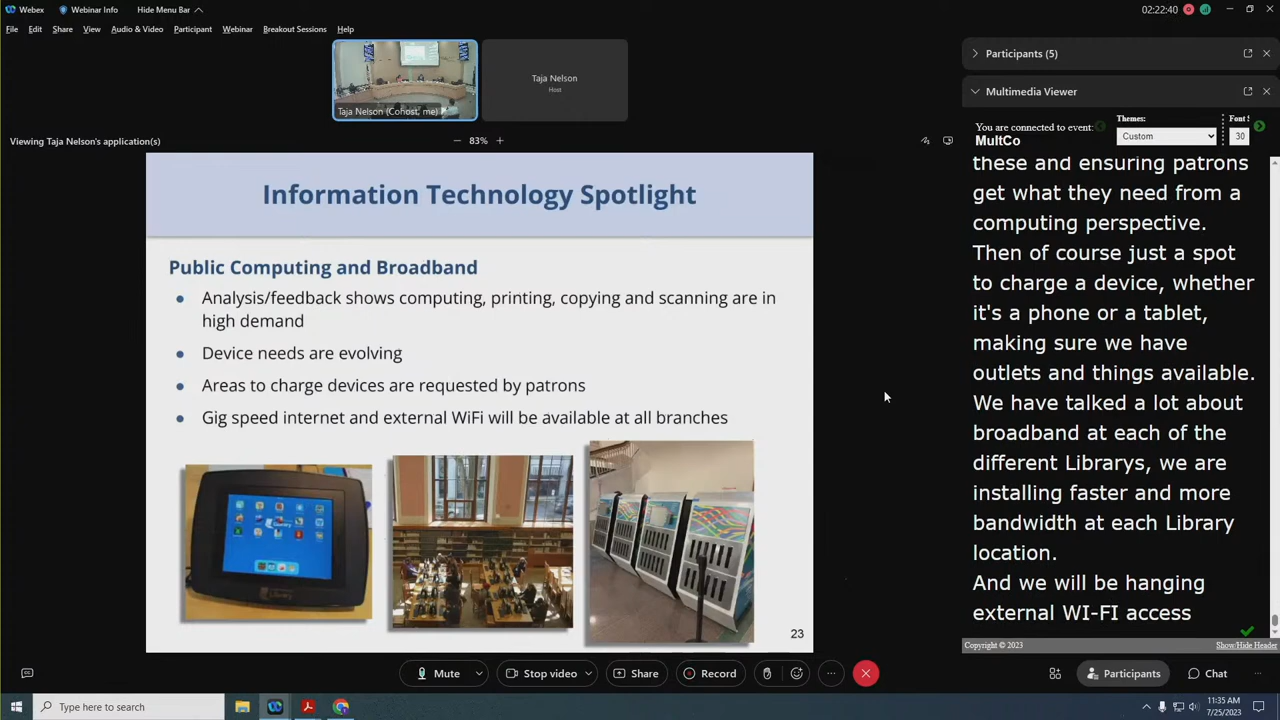 Webex
Webinar Info
Hide Menu Bar
02:22:40
File Edit Share View Audio & Video Participant Webinar Breakout Sessions Help
Taja Nelson (Cohost, me)
Taja Nelson
Host
Viewing Taja Nelson's application(s)
83%
Information Technology Spotlight
Public Computing and Broadband
Analysis/feedback shows computing, printing, copying and scanning are in
high demand
Device needs are evolving
Areas to charge devices are requested by patrons
Gig speed internet and external WiFi will be available at all branches
23
Participants (5)
Multimedia Viewer
You are connected to event:
MultCo
Themes:
Custom
Font
30
these and ensuring patrons
get what they need from a
computing perspective.
Then of course just a spot
to charge a device, whether
it's a phone or a tablet,
making sure we have
outlets and things available.
We have talked a lot about
broadband at each of the
different Librarys, we are
installing faster and more
bandwidth at each Library
location.
And we will be hanging
external WI-FI access
Copyright © 2023
Show/Hide Header
Mute
Stop video
Share
Record
Participants
Chat
Type here to search
11:35 AM
7/25/2023